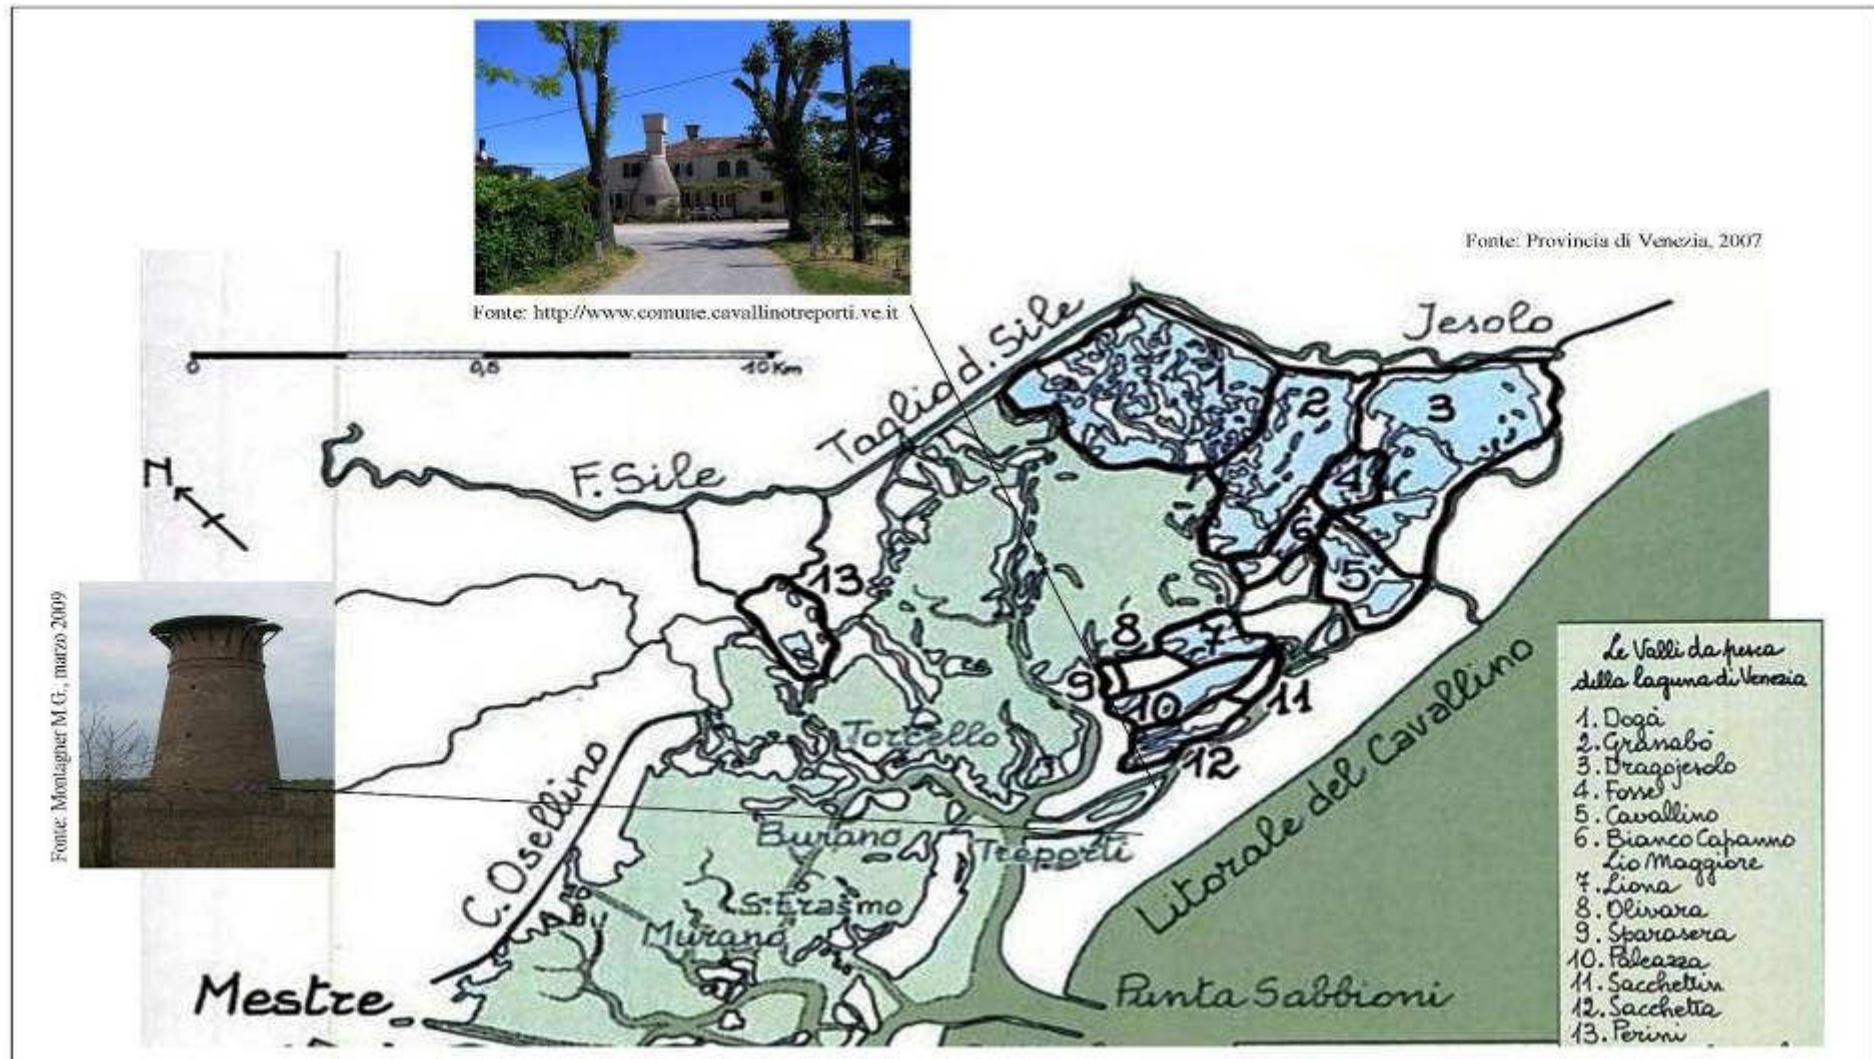 Fonte: Provincia di Venezia, 2007
Fonte: http://www.comune.cavallinotreporti.ve.it
Fonte: Montagner M.G., marzo 2009
0 0,5 10 Km
N
Jesolo
Taglio d. Sile
F. Sile
1
2
3
4
6
5
13
8
7
9
10
11
12
Torcello
Burano
Treporti
C. Osellino
S. Erasmo
Murano
Litorale del Cavallino
Mestre
Punta Sabbioni
Le Valli da pesca
della laguna di Venezia
1. Dogà
2. Granabò
3. Dragojesolo
4. Fosse
5. Cavallino
6. Bianco Capanno
Lio Maggiore
7. Liona
8. Olivara
9. Sparasera
10. Paleazza
11. Sacchettin
12. Sacchetta
13. Perini